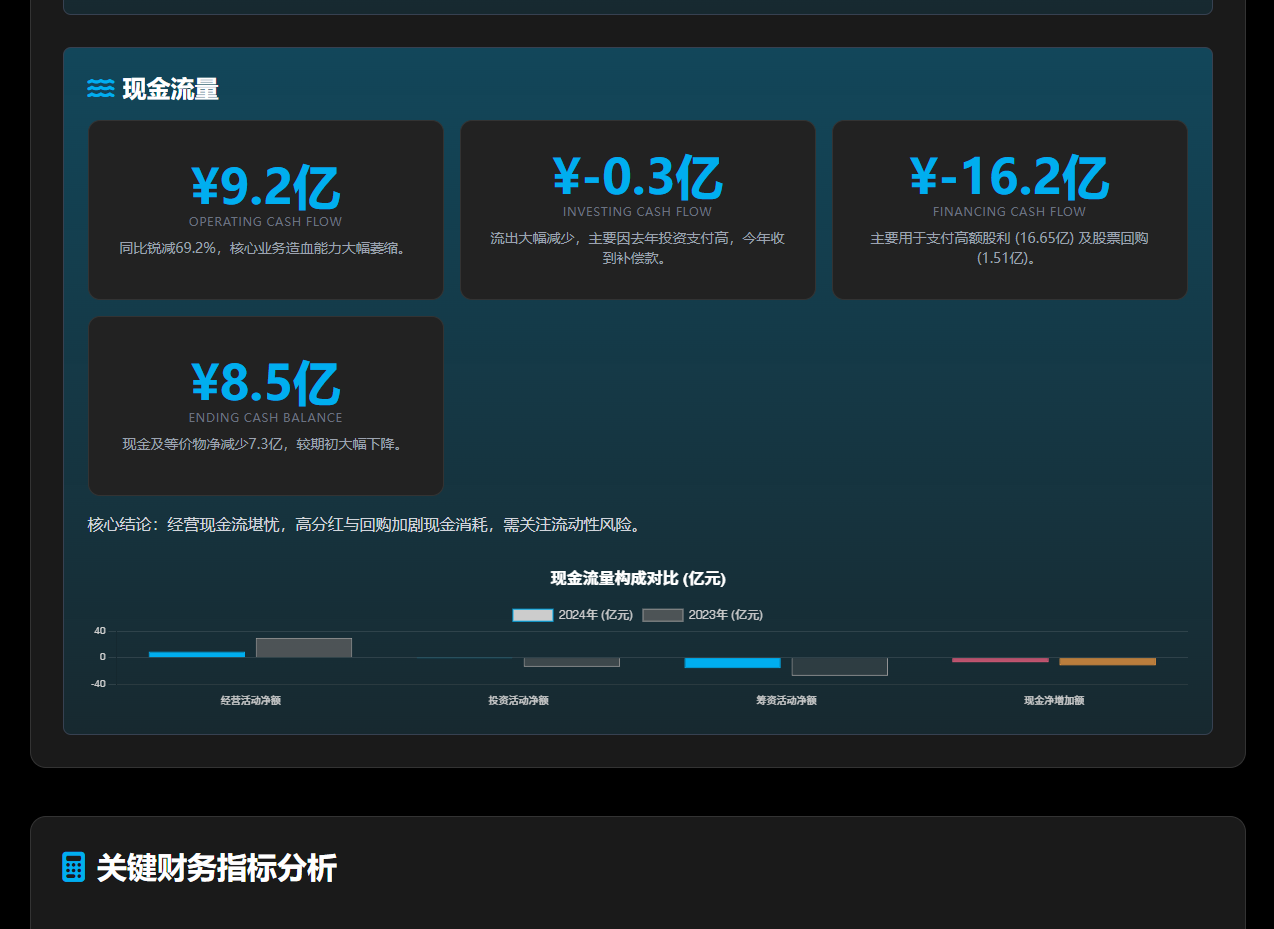 现金流量
¥9.2亿
OPERATING CASH FLOW
同比锐减69.2%，核心业务造血能力大幅萎缩。
¥-0.3亿
INVESTING CASH FLOW
流出大幅减少，主要因去年投资支付高，今年收
到补偿款。
¥-16.2亿
FINANCING CASH FLOW
主要用于支付高额股利 (16.65亿) 及股票回购
(1.51亿)。
¥8.5亿
ENDING CASH BALANCE
现金及等价物净减少7.3亿，较期初大幅下降。
核心结论：经营现金流堪忧，高分红与回购加剧现金消耗，需关注流动性风险。
现金流量构成对比 (亿元)
2024年 (亿元) 2023年 (亿元)
40
0
-40
经营活动净额 投资活动净额 筹资活动净额 现金净增加额
关键财务指标分析